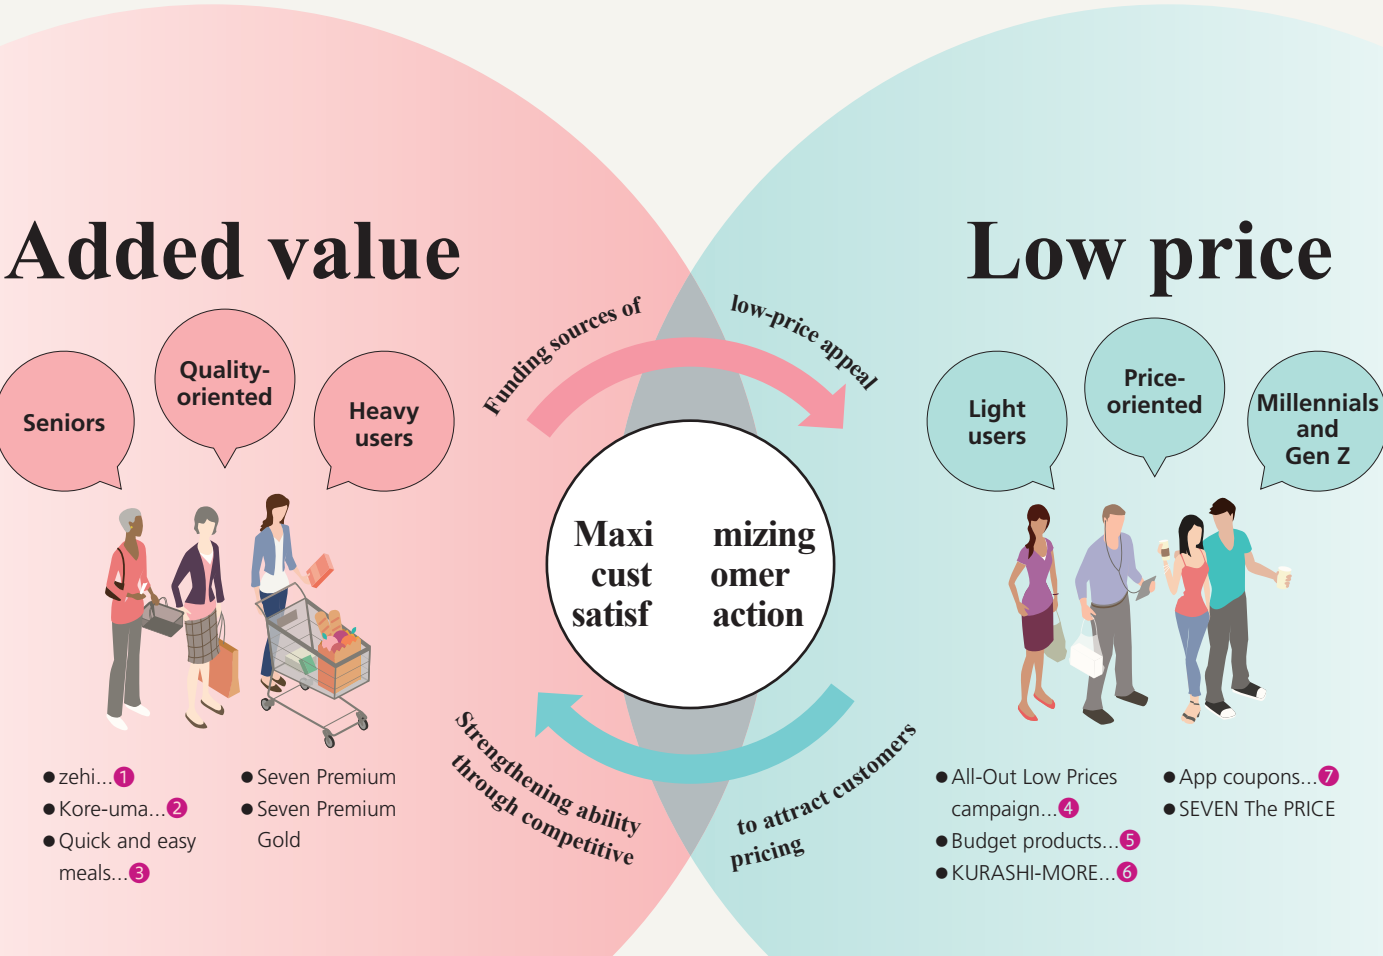 Added value
Low price
Funding sources of low-price appeal
Seniors
Quality-
oriented
Heavy
users
Light
users
Price-
oriented
Millennials
and
Gen Z
Maxi mizing
cust omer
satisf action
Strengthening ability to attract customers
through competitive pricing
● zehi...1
● Kore-uma...2
● Quick and easy
meals...3
● Seven Premium
● Seven Premium
Gold
● All-Out Low Prices
campaign...4
● Budget products...5
● KURASHI-MORE...6
● App coupons...7
● SEVEN The PRICE